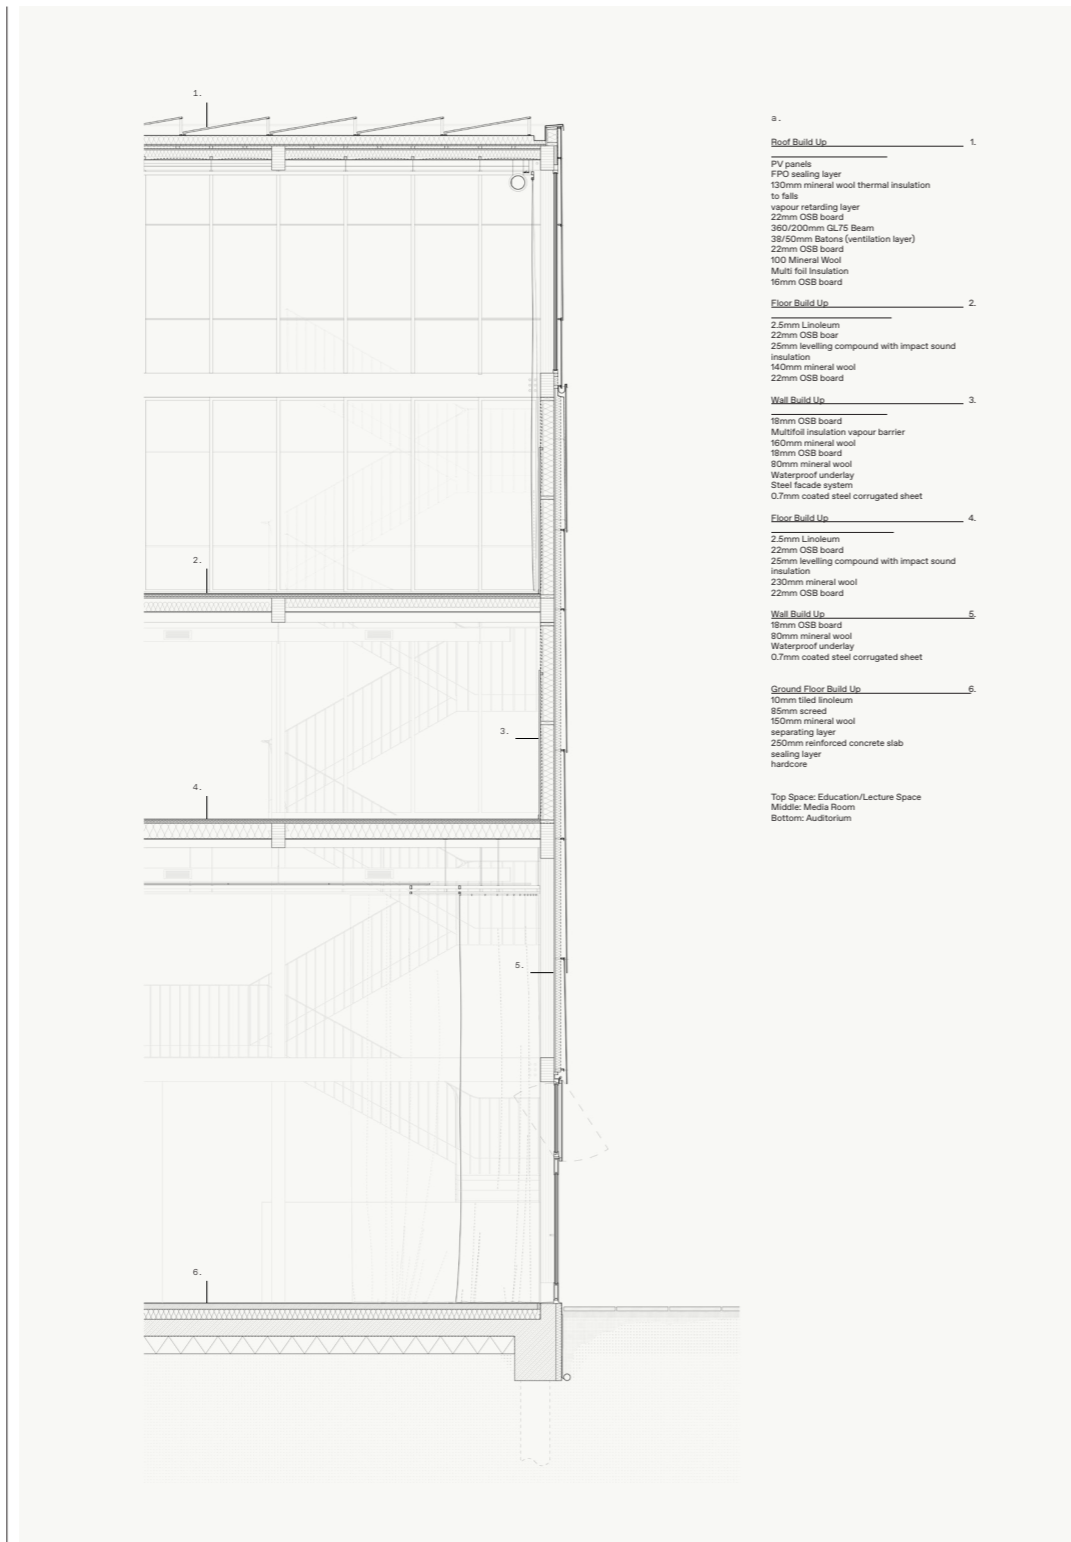 1.
2.
3.
4.
5.
6.
a.
Roof Build Up 1.
PV panels
FPO sealing layer
130mm mineral wool thermal insulation
to falls
vapour retarding layer
22mm OSB board
360/200mm GL75 Beam
38/50mm Batons (ventilation layer)
22mm OSB board
100 Mineral Wool
Multi foil Insulation
16mm OSB board
Floor Build Up 2.
2.5mm Linoleum
22mm OSB boar
25mm levelling compound with impact sound
insulation
140mm mineral wool
22mm OSB board
Wall Build Up 3.
18mm OSB board
Multifoil insulation vapour barrier
160mm mineral wool
18mm OSB board
80mm mineral wool
Waterproof underlay
Steel facade system
0.7mm coated steel corrugated sheet
Floor Build Up 4.
2.5mm Linoleum
22mm OSB board
25mm levelling compound with impact sound
insulation
230mm mineral wool
22mm OSB board
Wall Build Up 5.
18mm OSB board
80mm mineral wool
Waterproof underlay
0.7mm coated steel corrugated sheet
Ground Floor Build Up 6.
10mm tiled linoleum
85mm screed
150mm mineral wool
separating layer
250mm reinforced concrete slab
sealing layer
hardcore
Top Space: Education/Lecture Space
Middle: Media Room
Bottom: Auditorium